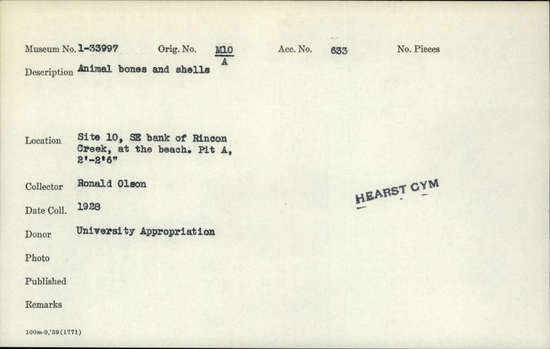 Museum No. 1-33997 Orig. No. M10/A Acc. No. 633 No. Pieces
Description Animal bones and shells
Location Site 10, SE bank of Rincon
Creek, at the beach. Pit A,
2'-2'6"
Collector Ronald Olson
HEARST GYM
Date Coll. 1928
Donor University Appropriation
Photo
Published
Remarks
100m-9,'39(1771)